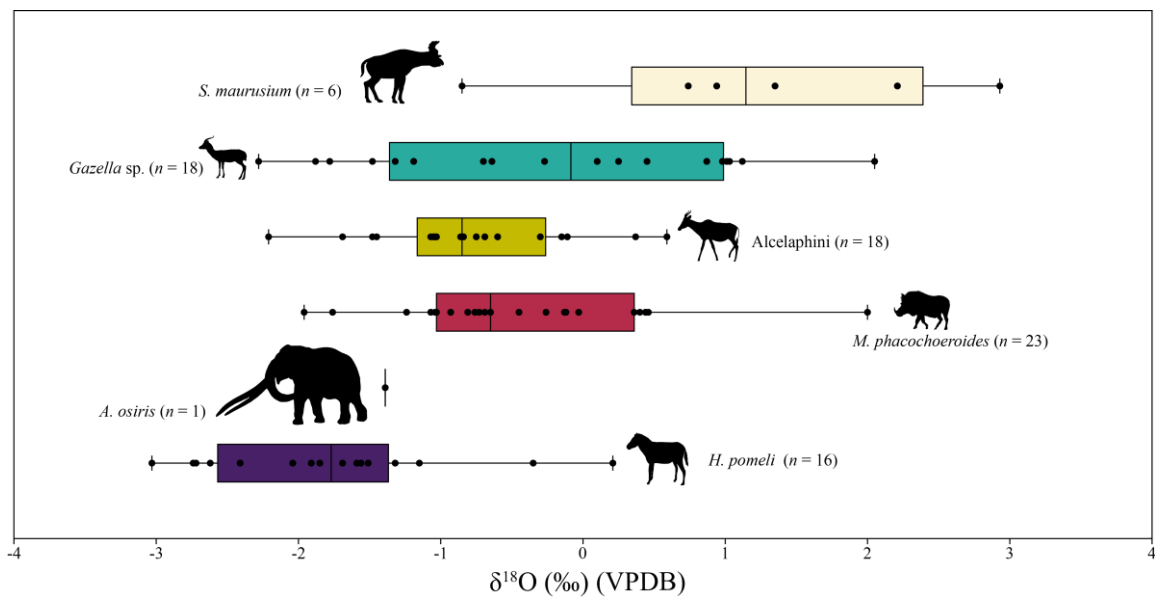 S. maurusium (n = 6)
Gazella sp. (n = 18)
Alcelaphini (n = 18)
M. phacochoeroides (n = 23)
A. osiris (n = 1)
H. pomeli (n = 16)
-4 -3 -2 -1 0 1 2 3 4
δ¹⁸O (‰) (VPDB)